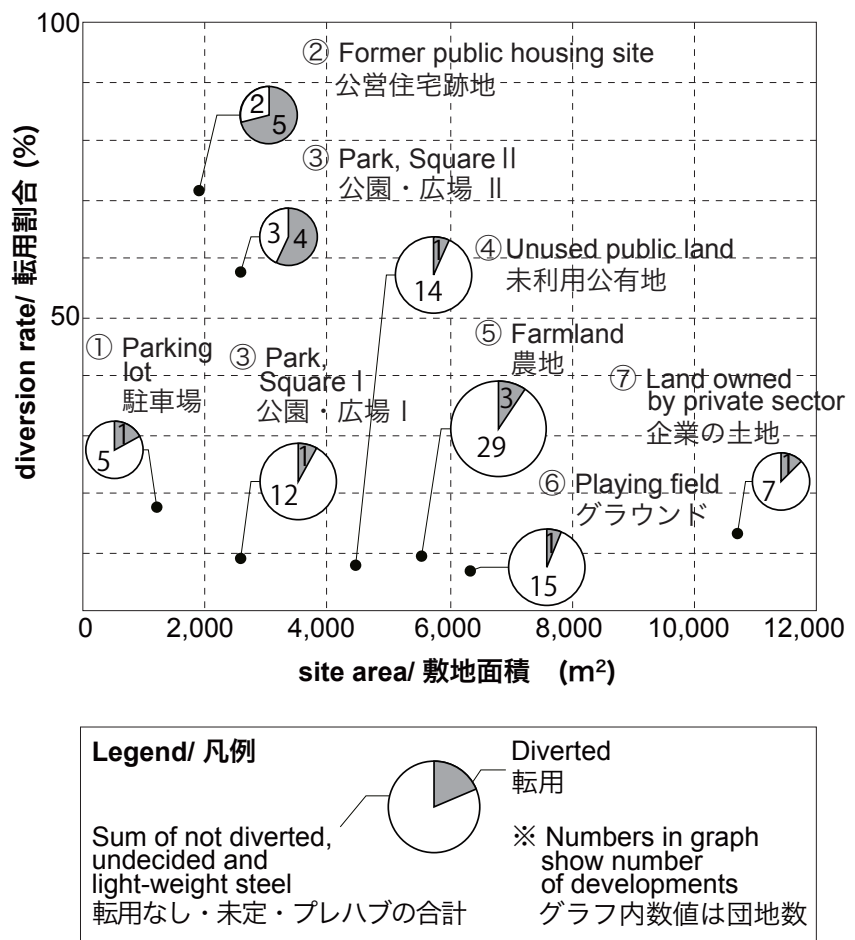 100
50
diversion rate/ 転用割合 (%)
② Former public housing site
公営住宅跡地
2
5
③ Park, Square Ⅱ
公園・広場 Ⅱ
3
4
④ Unused public land
未利用公有地
1
14
① Parking
lot
駐車場
1
5
③ Park,
Square Ⅰ
公園・広場 Ⅰ
1
12
⑤ Farmland
農地
3
29
⑦ Land owned
by private sector
企業の土地
1
7
⑥ Playing field
グラウンド
1
15
0 2,000 4,000 6,000 8,000 10,000 12,000
site area/ 敷地面積 (m²)
Legend/ 凡例
Diverted
転用
Sum of not diverted,
undecided and
light-weight steel
転用なし・未定・プレハブの合計
※ Numbers in graph
show number
of developments
グラフ内数値は団地数